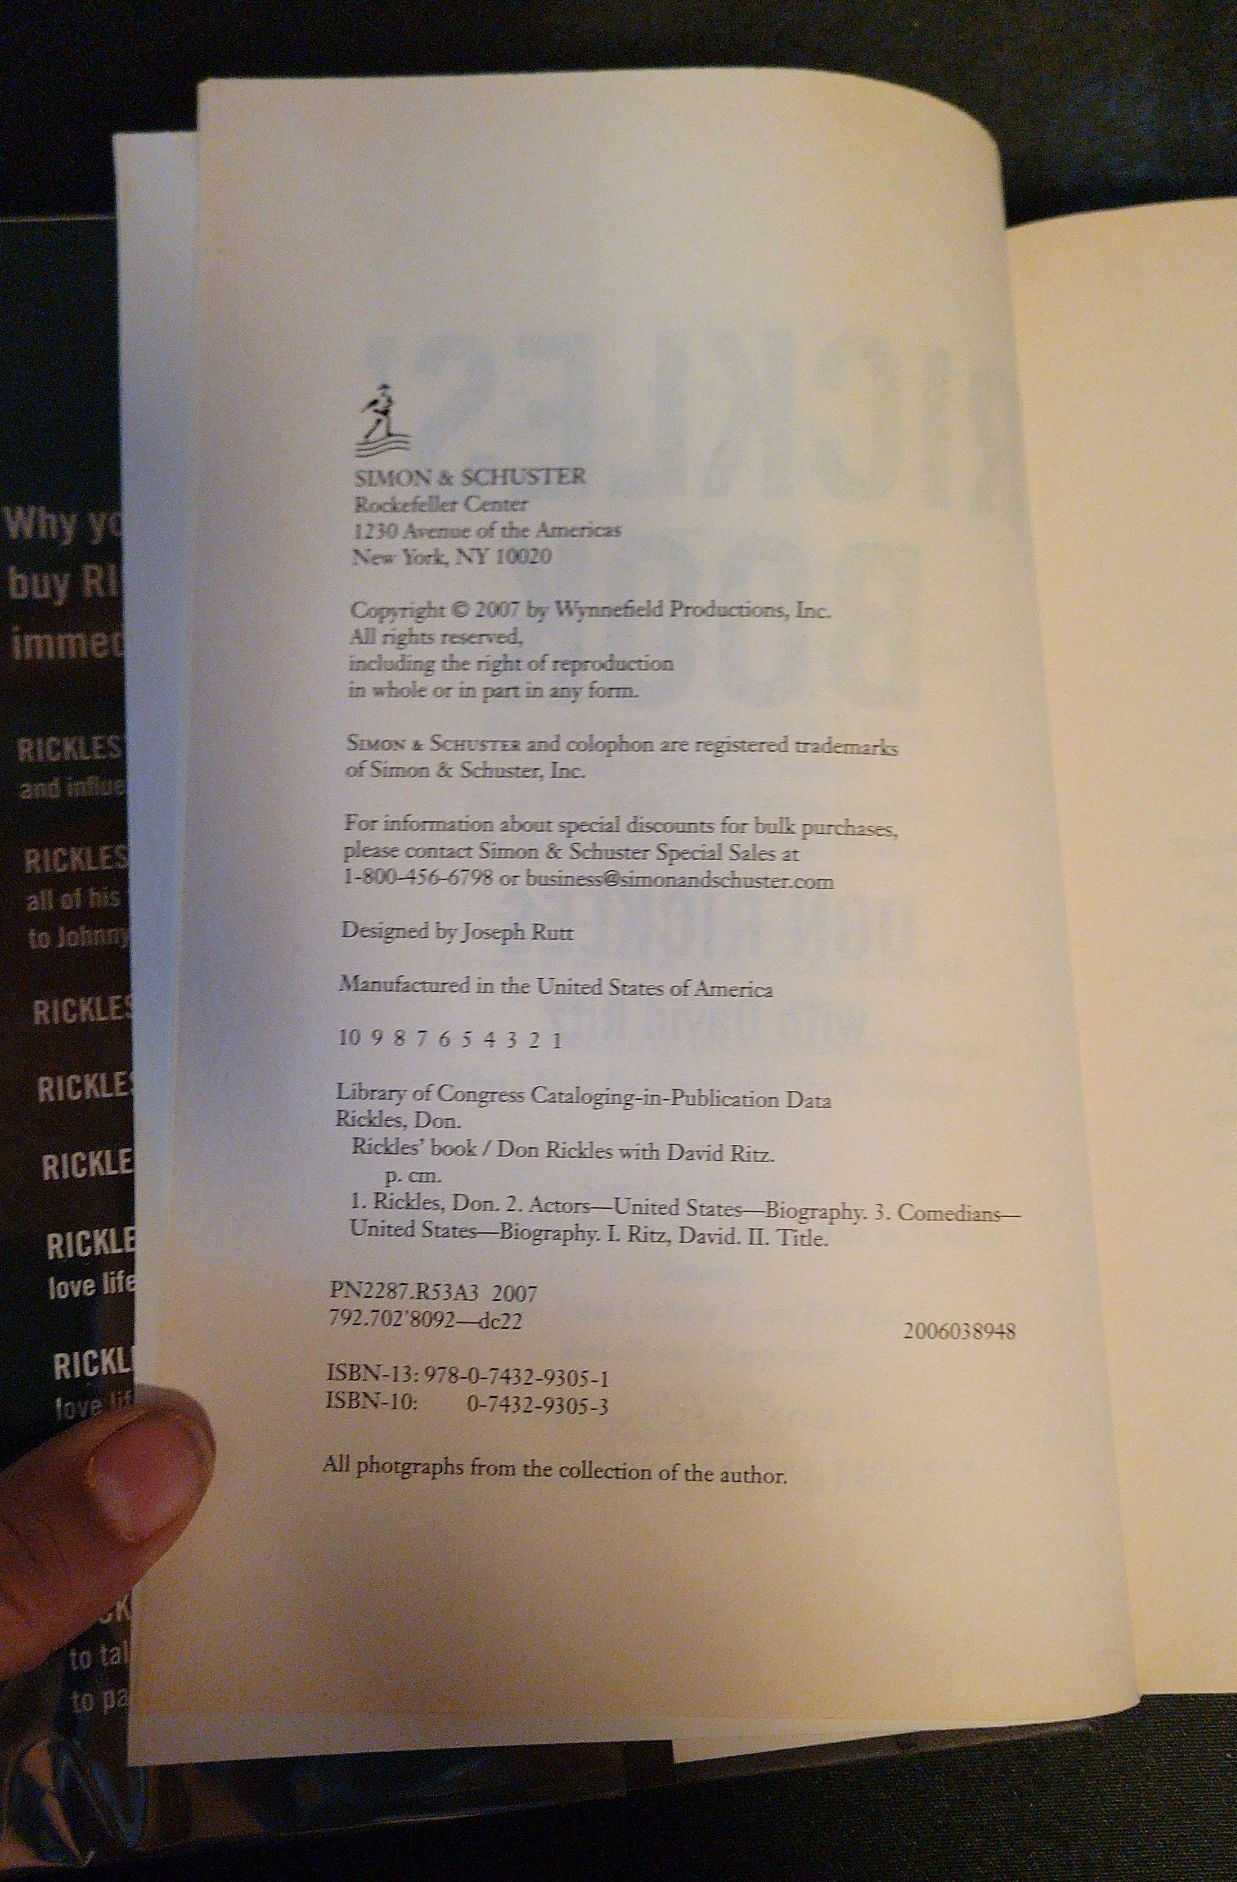 SIMON & SCHUSTER
Rockefeller Center
1230 Avenue of the Americas
New York, NY 10020
Copyright © 2007 by Wynnefield Productions, Inc.
All rights reserved,
including the right of reproduction
in whole or in part in any form.
SIMON & SCHUSTER and colophon are registered trademarks
of Simon & Schuster, Inc.
For information about special discounts for bulk purchases,
please contact Simon & Schuster Special Sales at
1-800-456-6798 or business@simonandschuster.com
Designed by Joseph Rutt
Manufactured in the United States of America
10 9 8 7 6 5 4 3 2 1
Library of Congress Cataloging-in-Publication Data
Rickles, Don.
Rickles' book / Don Rickles with David Ritz.
p. cm.
1. Rickles, Don. 2. Actors—United States—Biography. 3. Comedians—
United States—Biography. I. Ritz, David. II. Title.
PN2287.R53A3 2007
792.702'8092—dc22
2006038948
ISBN-13: 978-0-7432-9305-1
ISBN-10: 0-7432-9305-3
All photgraphs from the collection of the author.
Why
buy
RICKLES
and
RICKLES
all of his
to Johnny
RICKLES
RICKLES
RICKLE
RICKLE
love life
RICKL
love
to
to